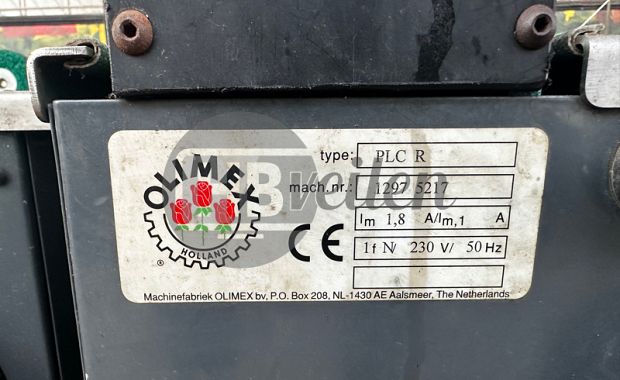 OLIMEX
HOLLAND
®
type: PLC R
mach.nr.: 1297 5217
Im 1,8 A/Im,1 A
1f N 230 V/ 50 Hz
CE
Machinefabriek OLIMEX bv, P.O. Box 208, NL-1430 AE Aalsmeer, The Netherlands
veilen